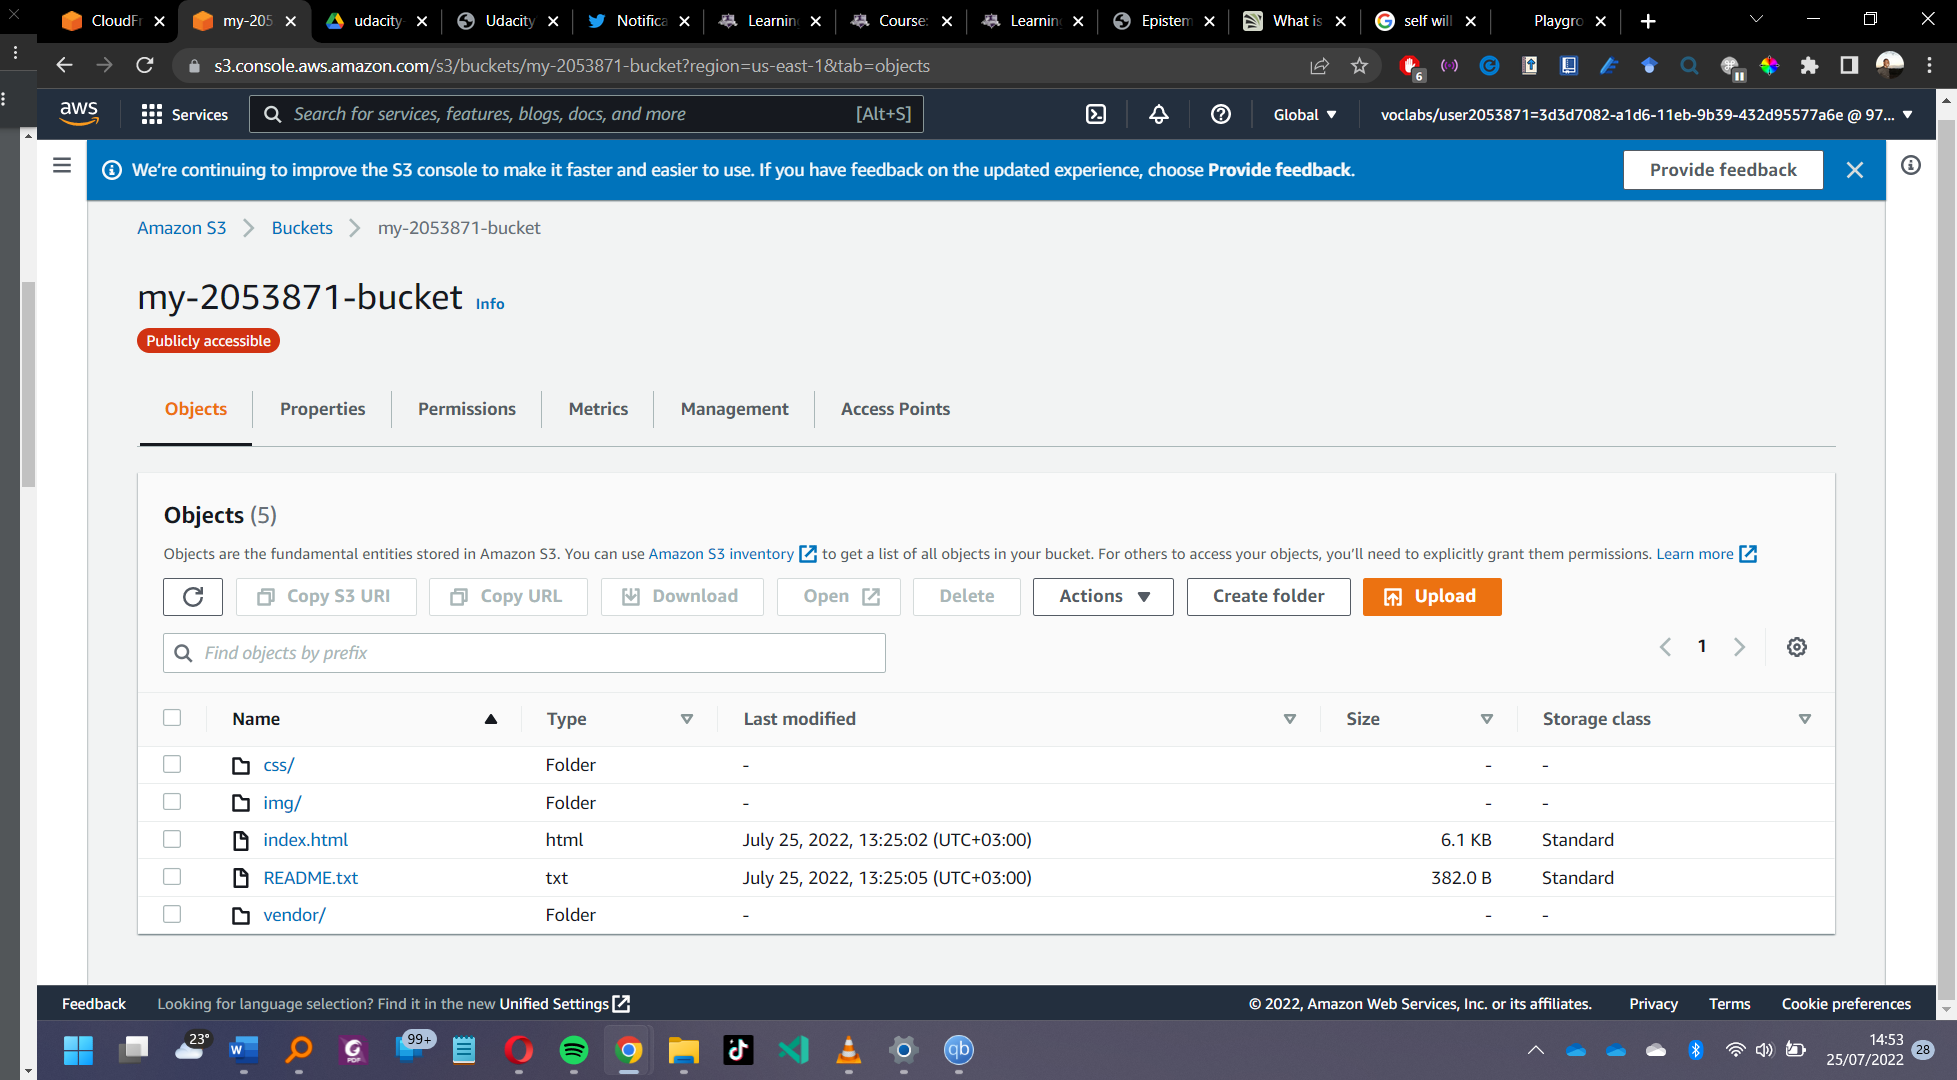 CloudFr
my-205
udacity
Udacity
Notifica
Learning
Course:
Learning
Epistem
What is
self will
Playgro
s3.console.aws.amazon.com/s3/buckets/my-2053871-bucket?region=us-east-1&tab=objects
6
aws
Services
Search for services, features, blogs, docs, and more
[Alt+S]
Global
voclabs/user2053871=3d3d7082-a1d6-11eb-9b39-432d95577a6e @ 97...
We're continuing to improve the S3 console to make it faster and easier to use. If you have feedback on the updated experience, choose Provide feedback.
Provide feedback
Amazon S3
Buckets
my-2053871-bucket
my-2053871-bucket
Info
Publicly accessible
Objects
Properties
Permissions
Metrics
Management
Access Points
Objects (5)
Objects are the fundamental entities stored in Amazon S3. You can use Amazon S3 inventory to get a list of all objects in your bucket. For others to access your objects, you'll need to explicitly grant them permissions. Learn more
Copy S3 URI
Copy URL
Download
Open
Delete
Actions
Create folder
Upload
Find objects by prefix
1
Name
Type
Last modified
Size
Storage class
css/ Folder - - -
img/ Folder - - -
index.html html July 25, 2022, 13:25:02 (UTC+03:00) 6.1 KB Standard
README.txt txt July 25, 2022, 13:25:05 (UTC+03:00) 382.0 B Standard
vendor/ Folder - - -
Feedback
Looking for language selection? Find it in the new Unified Settings
© 2022, Amazon Web Services, Inc. or its affiliates.
Privacy
Terms
Cookie preferences
23°
W
G
PDF
99+
qb
14:53
25/07/2022
28